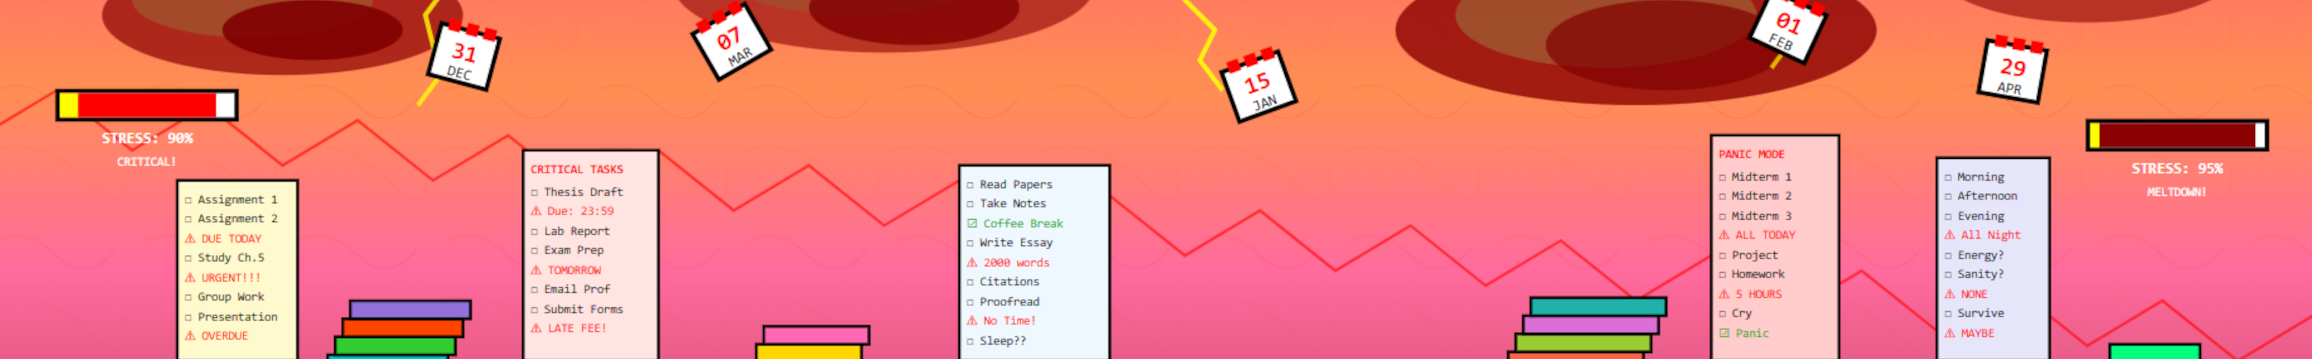 31
DEC
07
MAR
15
JAN
01
FEB
29
APR
STRESS: 90%
CRITICAL!
☐ Assignment 1
☐ Assignment 2
⚠ DUE TODAY
☐ Study Ch.5
⚠ URGENT!!!
☐ Group Work
☐ Presentation
⚠ OVERDUE
CRITICAL TASKS
☐ Thesis Draft
⚠ Due: 23:59
☐ Lab Report
☐ Exam Prep
⚠ TOMORROW
☐ Email Prof
☐ Submit Forms
⚠ LATE FEE!
☐ Read Papers
☐ Take Notes
☑ Coffee Break
☐ Write Essay
⚠ 2000 words
☐ Citations
☐ Proofread
⚠ No Time!
☐ Sleep??
PANIC MODE
☐ Midterm 1
☐ Midterm 2
☐ Midterm 3
⚠ ALL TODAY
☐ Project
☐ Homework
⚠ 5 HOURS
☐ Cry
☑ Panic
☐ Morning
☐ Afternoon
☐ Evening
⚠ All Night
☐ Energy?
☐ Sanity?
⚠ NONE
☐ Survive
⚠ MAYBE
STRESS: 95%
MELTDOWN!